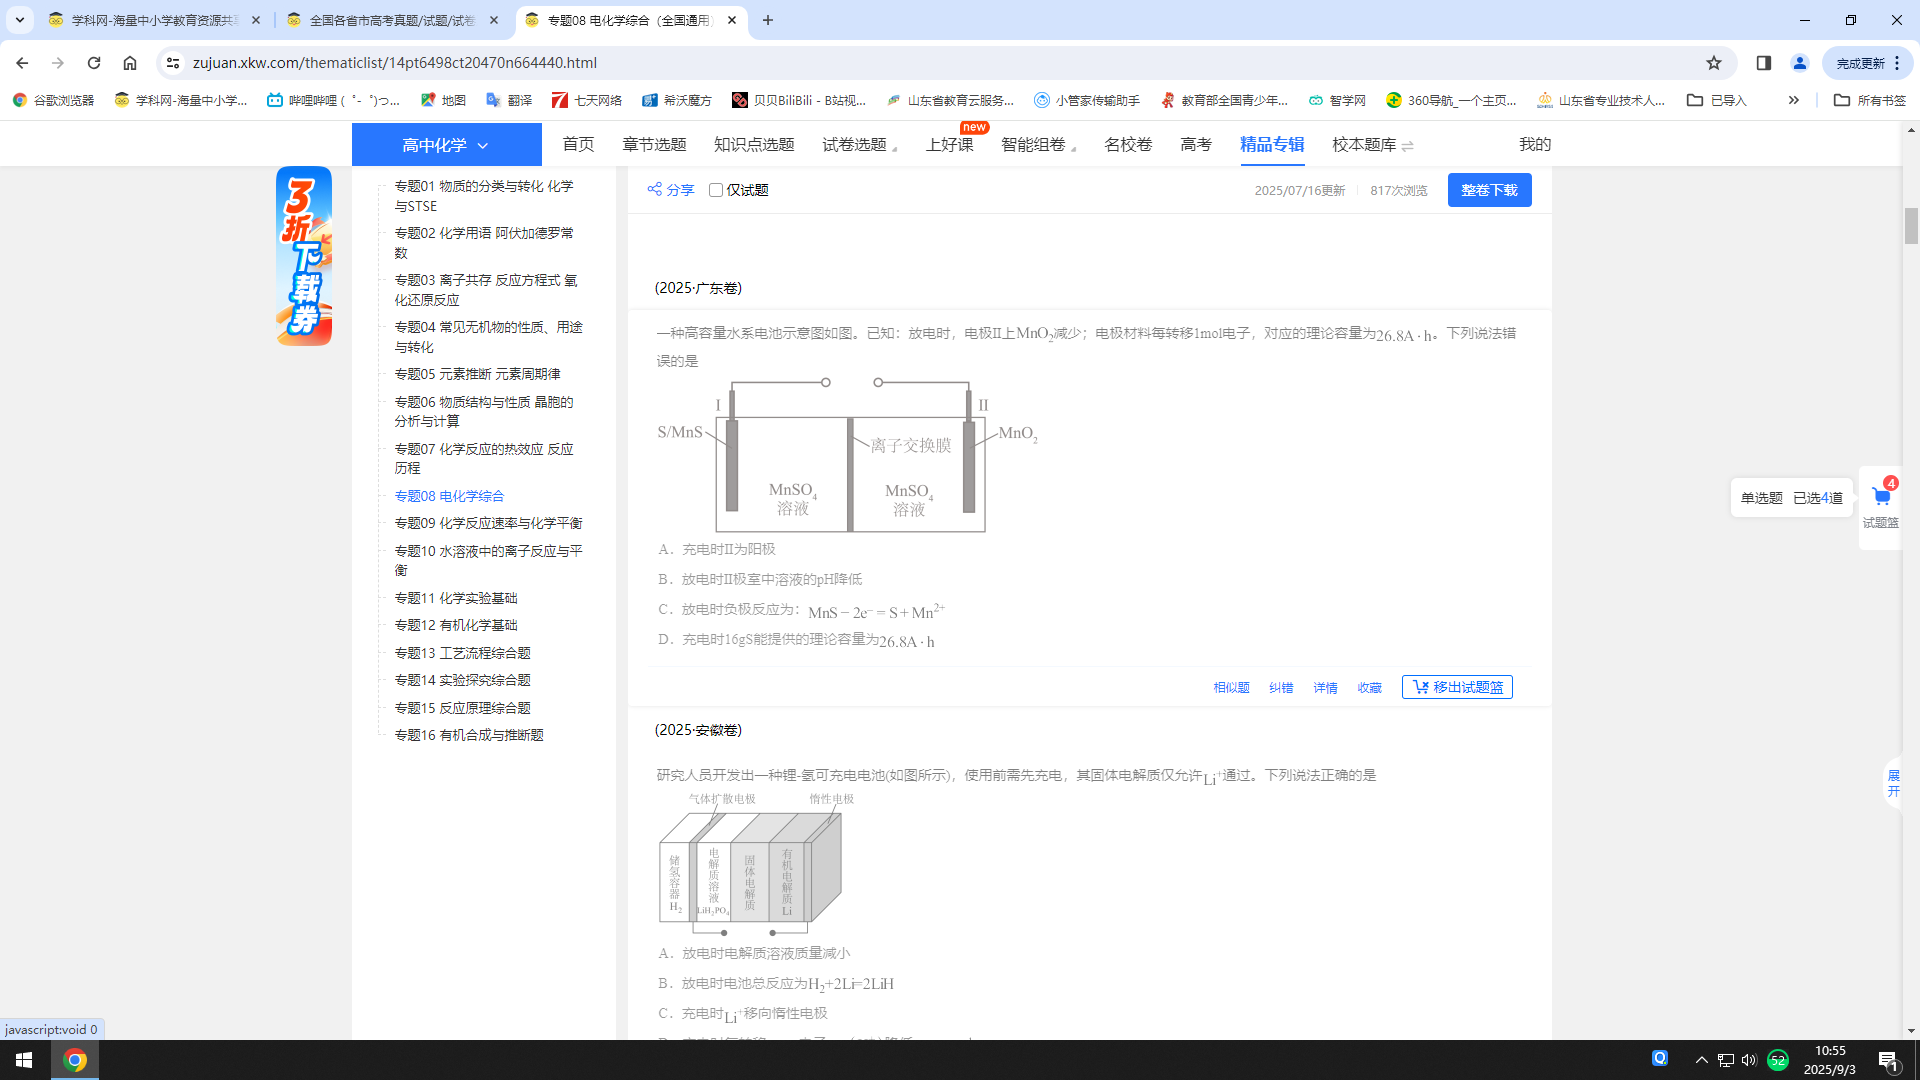 学科网-海量中小学教育资源共
全国各省市高考真题/试题/试卷
专题08 电化学综合（全国通用）
zujuan.xkw.com/thematiclist/14pt6498ct20470n664440.html
完成更新
谷歌浏览器
学科网-海量中小学...
哔哩哔哩 (゜-゜)つ...
地图
翻译
七天网络
希沃魔方
贝贝BiliBili - B站视...
山东省教育云服务...
小管家传输助手
教育部全国青少年...
智学网
360导航_一个主页...
山东省专业技术人...
已导入
所有书签
高中化学
首页
章节选题
知识点选题
试卷选题
上好课
new
智能组卷
名校卷
高考
精品专辑
校本题库
我的
3折下载券
专题01 物质的分类与转化 化学
与STSE
专题02 化学用语 阿伏加德罗常
数
专题03 离子共存 反应方程式 氧
化还原反应
专题04 常见无机物的性质、用途
与转化
专题05 元素推断 元素周期律
专题06 物质结构与性质 晶胞的
分析与计算
专题07 化学反应的热效应 反应
历程
专题08 电化学综合
专题09 化学反应速率与化学平衡
专题10 水溶液中的离子反应与平
衡
专题11 化学实验基础
专题12 有机化学基础
专题13 工艺流程综合题
专题14 实验探究综合题
专题15 反应原理综合题
专题16 有机合成与推断题
分享
仅试题
2025/07/16更新
817次浏览
整卷下载
(2025·广东卷)
一种高容量水系电池示意图如图。已知：放电时，电极II上MnO₂减少；电极材料每转移1mol电子，对应的理论容量为26.8A·h。下列说法错
误的是
I
II
S/MnS
MnO₂
离子交换膜
MnSO₄
溶液
MnSO₄
溶液
A．充电时II为阳极
B．放电时II极室中溶液的pH降低
C．放电时负极反应为：MnS−2e⁻=S+Mn²⁺
D．充电时16gS能提供的理论容量为26.8A·h
相似题
纠错
详情
收藏
移出试题篮
(2025·安徽卷)
研究人员开发出一种锂-氢可充电电池(如图所示)，使用前需先充电，其固体电解质仅允许Li⁺通过。下列说法正确的是
气体扩散电极
惰性电极
储氢容器H₂
电解质溶液LiH₂PO₄
固体电解质
有机电解质Li
A．放电时电解质溶液质量减小
B．放电时电池总反应为H₂+2Li=2LiH
C．充电时Li⁺移向惰性电极
单选题 已选4道
4
试题篮
展开
javascript:void 0
52
10:55
2025/9/3
1